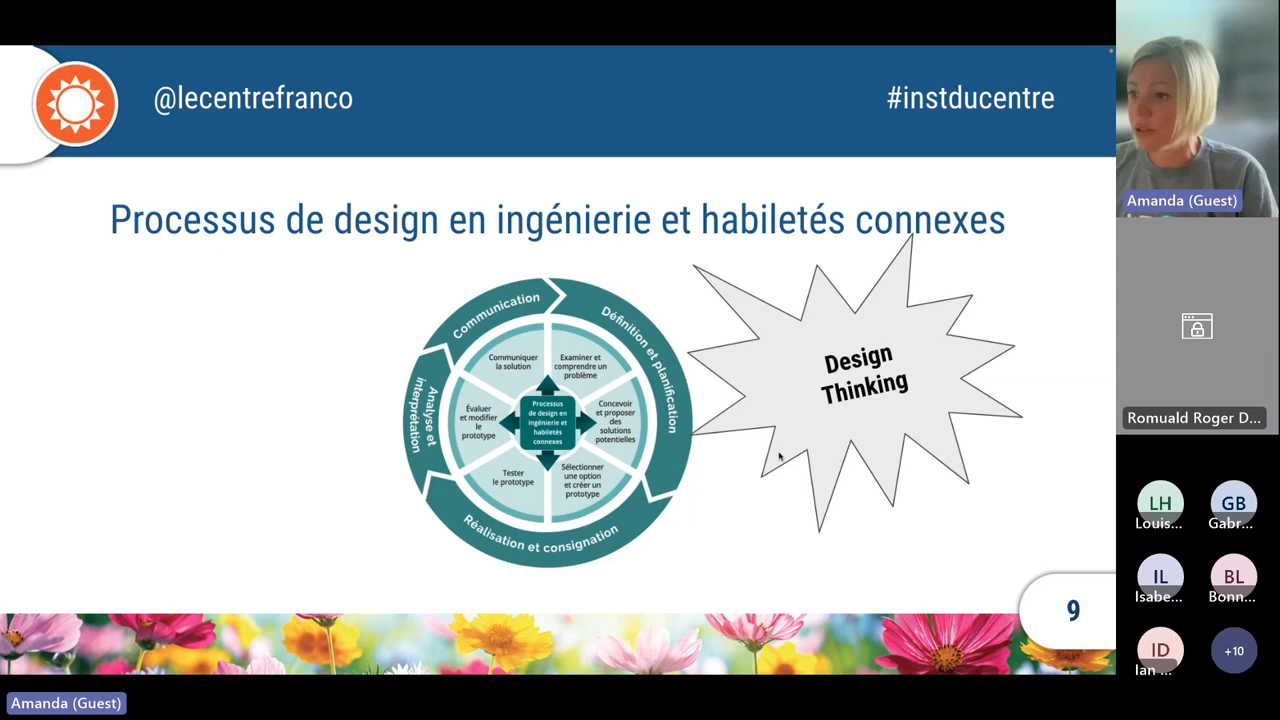 @lecentrefranco
#instducentre
Processus de design en ingénierie et habiletés connexes
Communication
Définition et planification
Réalisation et consignation
Analyse et
interprétation
Communiquer
la solution
Examiner et
comprendre un
problème
Concevoir
et proposer
des
solutions
potentielles
Sélectionner
une option
et créer un
prototype
Tester
le prototype
Évaluer
et modifier
le
prototype
Processus
de design en
ingénierie et
habiletés
connexes
Design
Thinking
9
Amanda (Guest)
Romuald Roger D...
LH
Louis...
GB
Gabr...
IL
Isabe...
BL
Bonn...
ID
Ian ...
+10
Amanda (Guest)